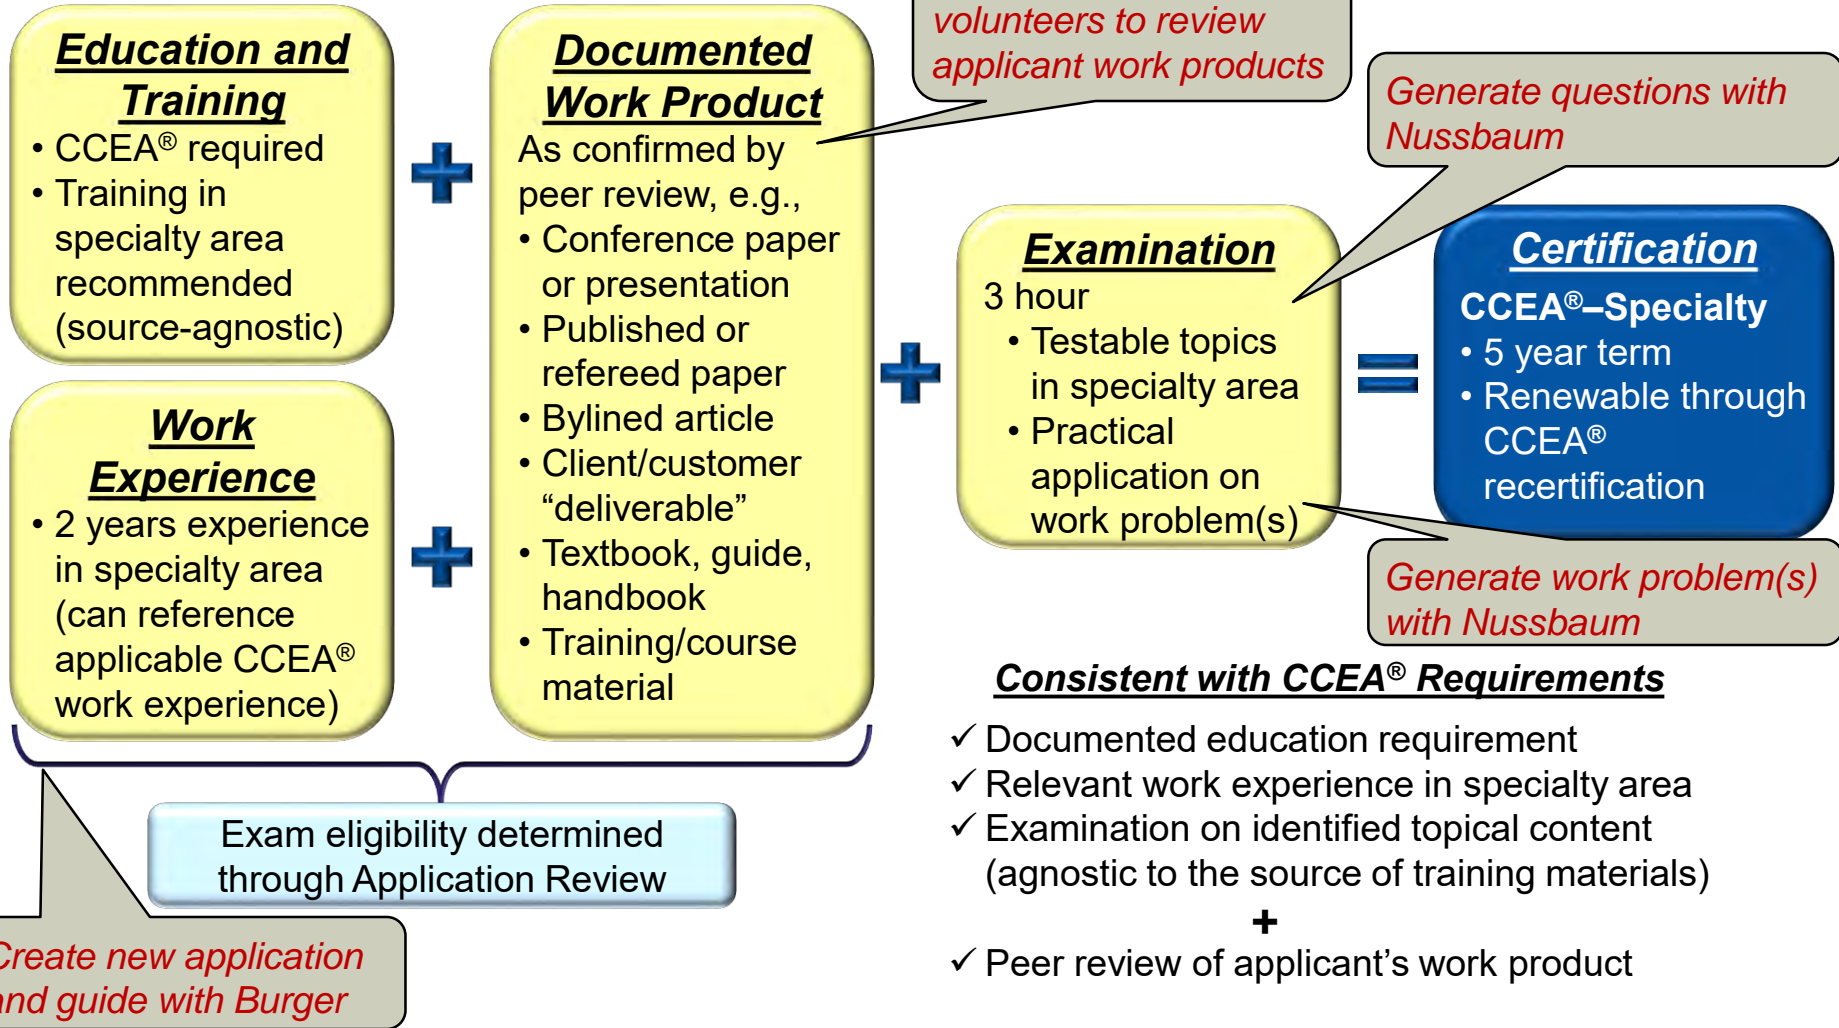 Education and
Training
• CCEA® required
• Training in
specialty area
recommended
(source-agnostic)
Work
Experience
• 2 years experience
in specialty area
(can reference
applicable CCEA®
work experience)
Documented
Work Product
As confirmed by
peer review, e.g.,
• Conference paper
or presentation
• Published or
refereed paper
• Bylined article
• Client/customer
“deliverable”
• Textbook, guide,
handbook
• Training/course
material
volunteers to review
applicant work products
Generate questions with
Nussbaum
Examination
3 hour
• Testable topics
in specialty area
• Practical
application on
work problem(s)
Certification
CCEA®–Specialty
• 5 year term
• Renewable through
CCEA®
recertification
Generate work problem(s)
with Nussbaum
Exam eligibility determined
through Application Review
Create new application
and guide with Burger
Consistent with CCEA® Requirements
✓ Documented education requirement
✓ Relevant work experience in specialty area
✓ Examination on identified topical content
(agnostic to the source of training materials)
+
✓ Peer review of applicant’s work product